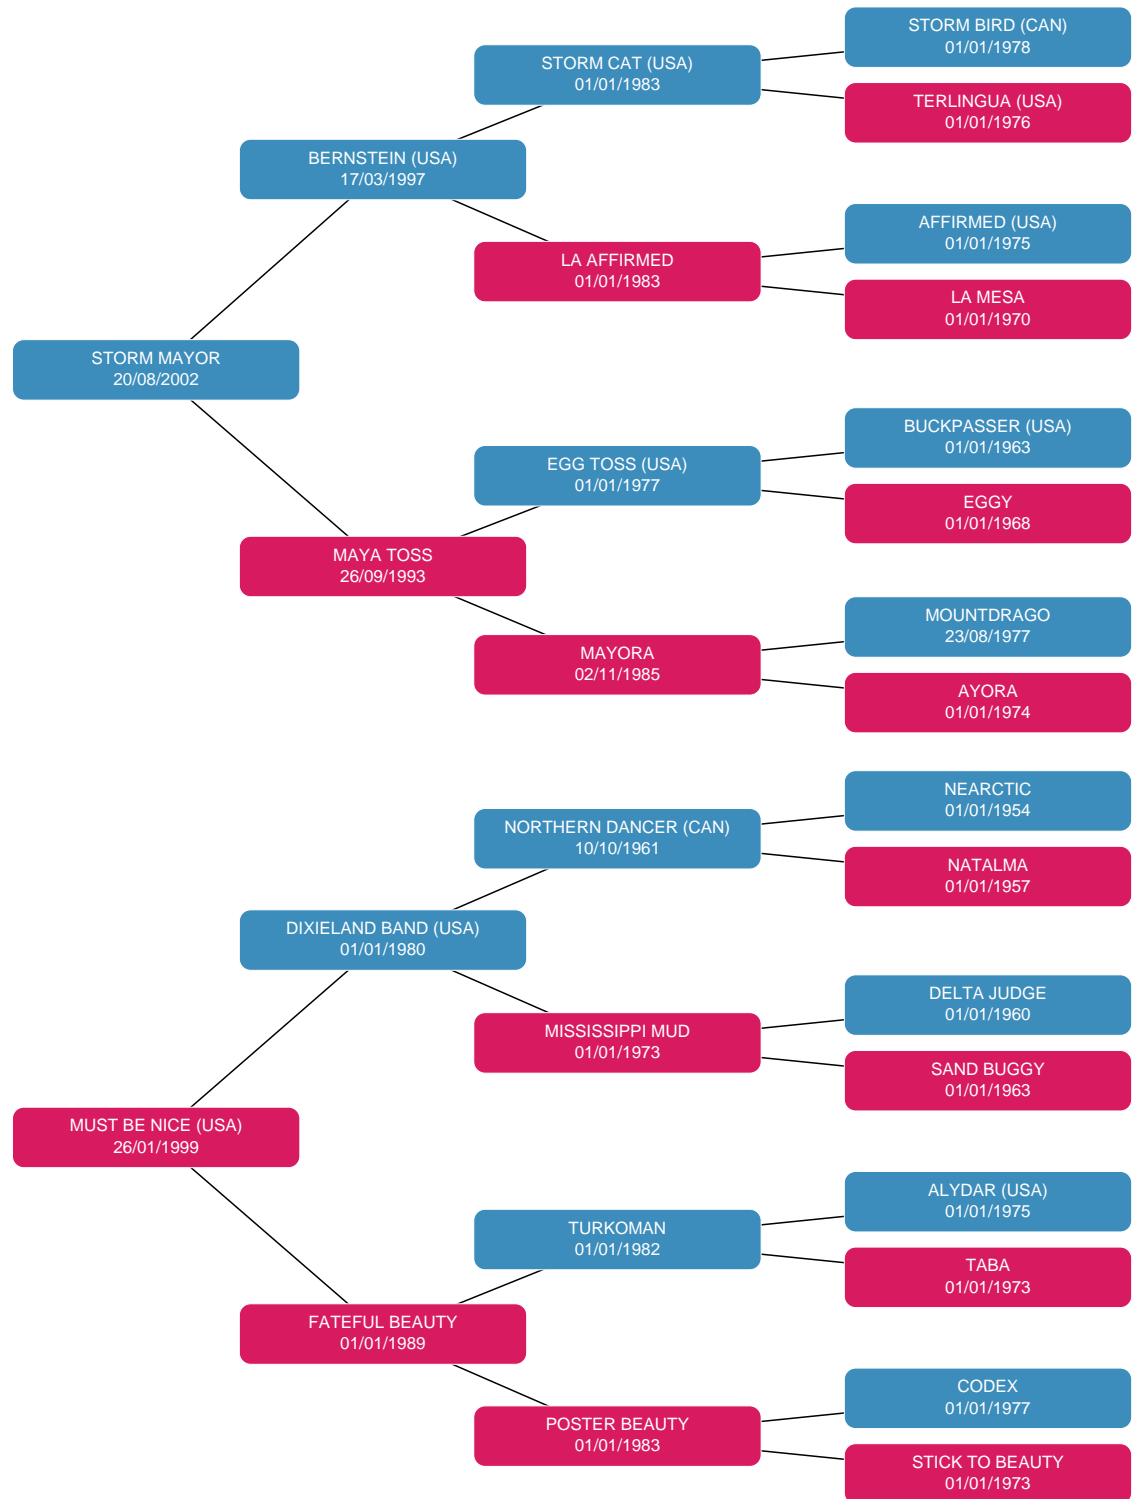 STORM BIRD (CAN)
01/01/1978
STORM CAT (USA)
01/01/1983
TERLINGUA (USA)
01/01/1976
BERNSTEIN (USA)
17/03/1997
AFFIRMED (USA)
01/01/1975
LA AFFIRMED
01/01/1983
LA MESA
01/01/1970
STORM MAYOR
20/08/2002
BUCKPASSER (USA)
01/01/1963
EGG TOSS (USA)
01/01/1977
EGGY
01/01/1968
MAYA TOSS
26/09/1993
MOUNTDRAGO
23/08/1977
MAYORA
02/11/1985
AYORA
01/01/1974
NEARCTIC
01/01/1954
NORTHERN DANCER (CAN)
10/10/1961
NATALMA
01/01/1957
DIXIELAND BAND (USA)
01/01/1980
DELTA JUDGE
01/01/1960
MISSISSIPPI MUD
01/01/1973
SAND BUGGY
01/01/1963
MUST BE NICE (USA)
26/01/1999
ALYDAR (USA)
01/01/1975
TURKOMAN
01/01/1982
TABA
01/01/1973
FATEFUL BEAUTY
01/01/1989
CODEX
01/01/1977
POSTER BEAUTY
01/01/1983
STICK TO BEAUTY
01/01/1973